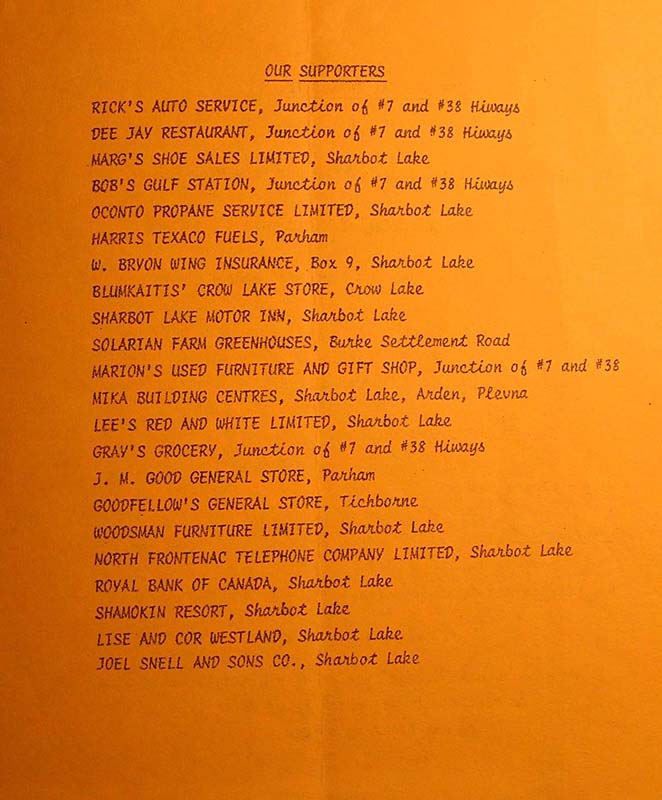 OUR SUPPORTERS
RICK'S AUTO SERVICE, Junction of #7 and #38 Hiways
DEE JAY RESTAURANT, Junction of #7 and #38 Hiways
MARG'S SHOE SALES LIMITED, Sharbot Lake
BOB'S GULF STATION, Junction of #7 and #38 Hiways
OCONTO PROPANE SERVICE LIMITED, Sharbot Lake
HARRIS TEXACO FUELS, Parham
W. BRYON WING INSURANCE, Box 9, Sharbot Lake
BLUMKAITIS' CROW LAKE STORE, Crow Lake
SHARBOT LAKE MOTOR INN, Sharbot Lake
SOLARIAN FARM GREENHOUSES, Burke Settlement Road
MARION'S USED FURNITURE AND GIFT SHOP, Junction of #7 and #38
MIKA BUILDING CENTRES, Sharbot Lake, Arden, Plevna
LEE'S RED AND WHITE LIMITED, Sharbot Lake
GRAY'S GROCERY, Junction of #7 and #38 Hiways
J. M. GOOD GENERAL STORE, Parham
GOODFELLOW'S GENERAL STORE, Tichborne
WOODSMAN FURNITURE LIMITED, Sharbot Lake
NORTH FRONTENAC TELEPHONE COMPANY LIMITED, Sharbot Lake
ROYAL BANK OF CANADA, Sharbot Lake
SHAMOKIN RESORT, Sharbot Lake
LISE AND COR WESTLAND, Sharbot Lake
JOEL SNELL AND SONS CO., Sharbot Lake